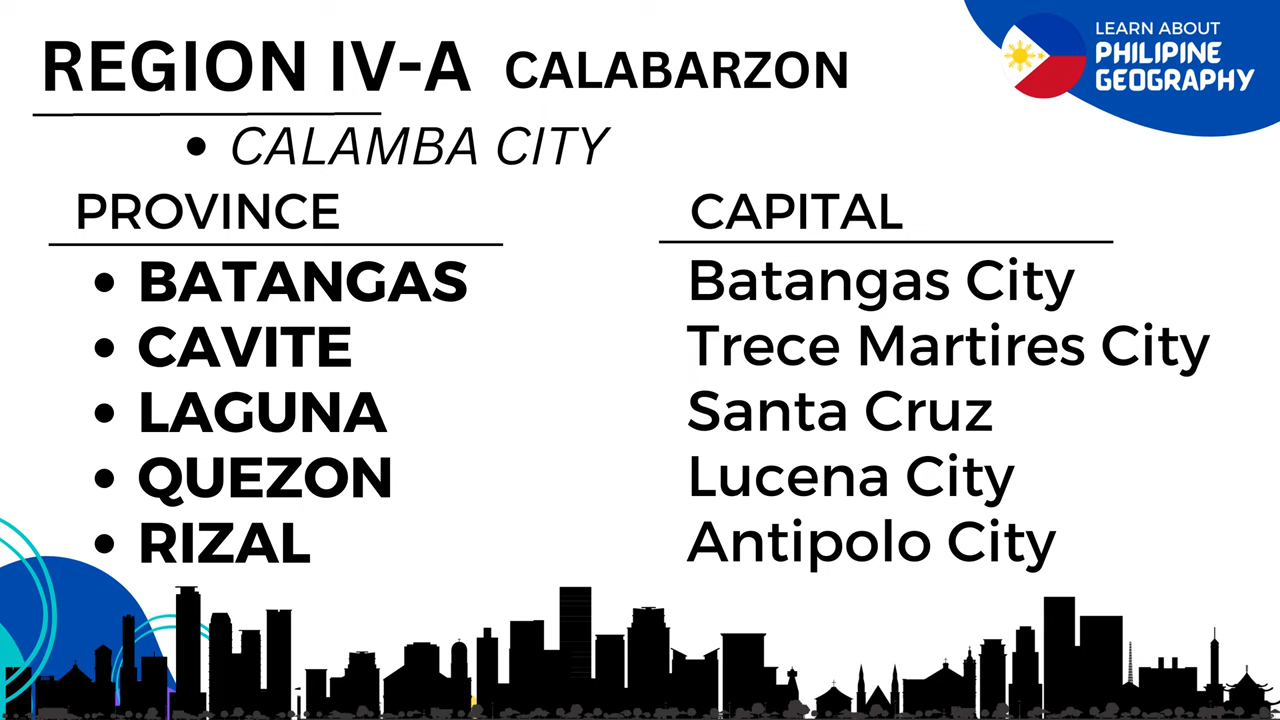 REGION IV-A CALABARZON
LEARN ABOUT
PHILIPINE
GEOGRAPHY
• CALAMBA CITY
PROVINCE CAPITAL
• BATANGAS Batangas City
• CAVITE Trece Martires City
• LAGUNA Santa Cruz
• QUEZON Lucena City
• RIZAL Antipolo City